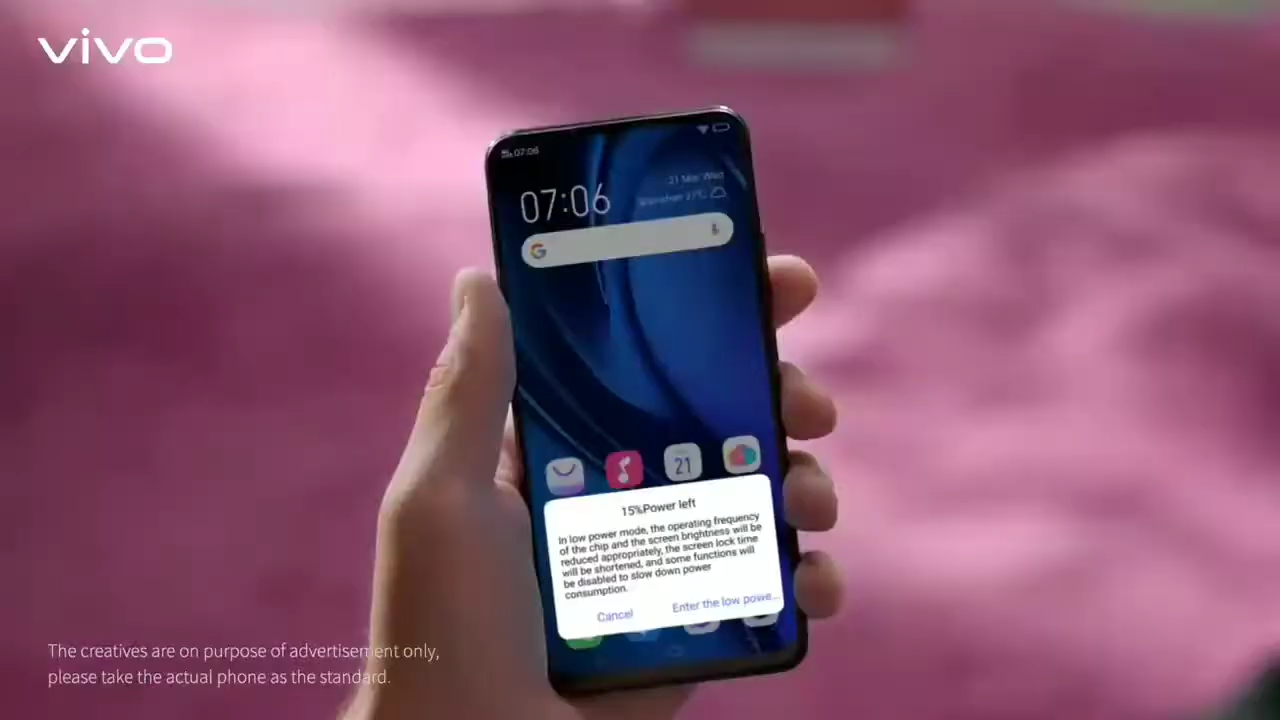 vivo
07:06
07:06
21
15%Power left
In low power mode, the operating frequency
of the chip and the screen brightness will be
reduced appropriately, the screen lock time
will be shortened, and some functions will
be disabled to slow down power
consumption.
Cancel
Enter the low powe...
The creatives are on purpose of advertisement only,
please take the actual phone as the standard.